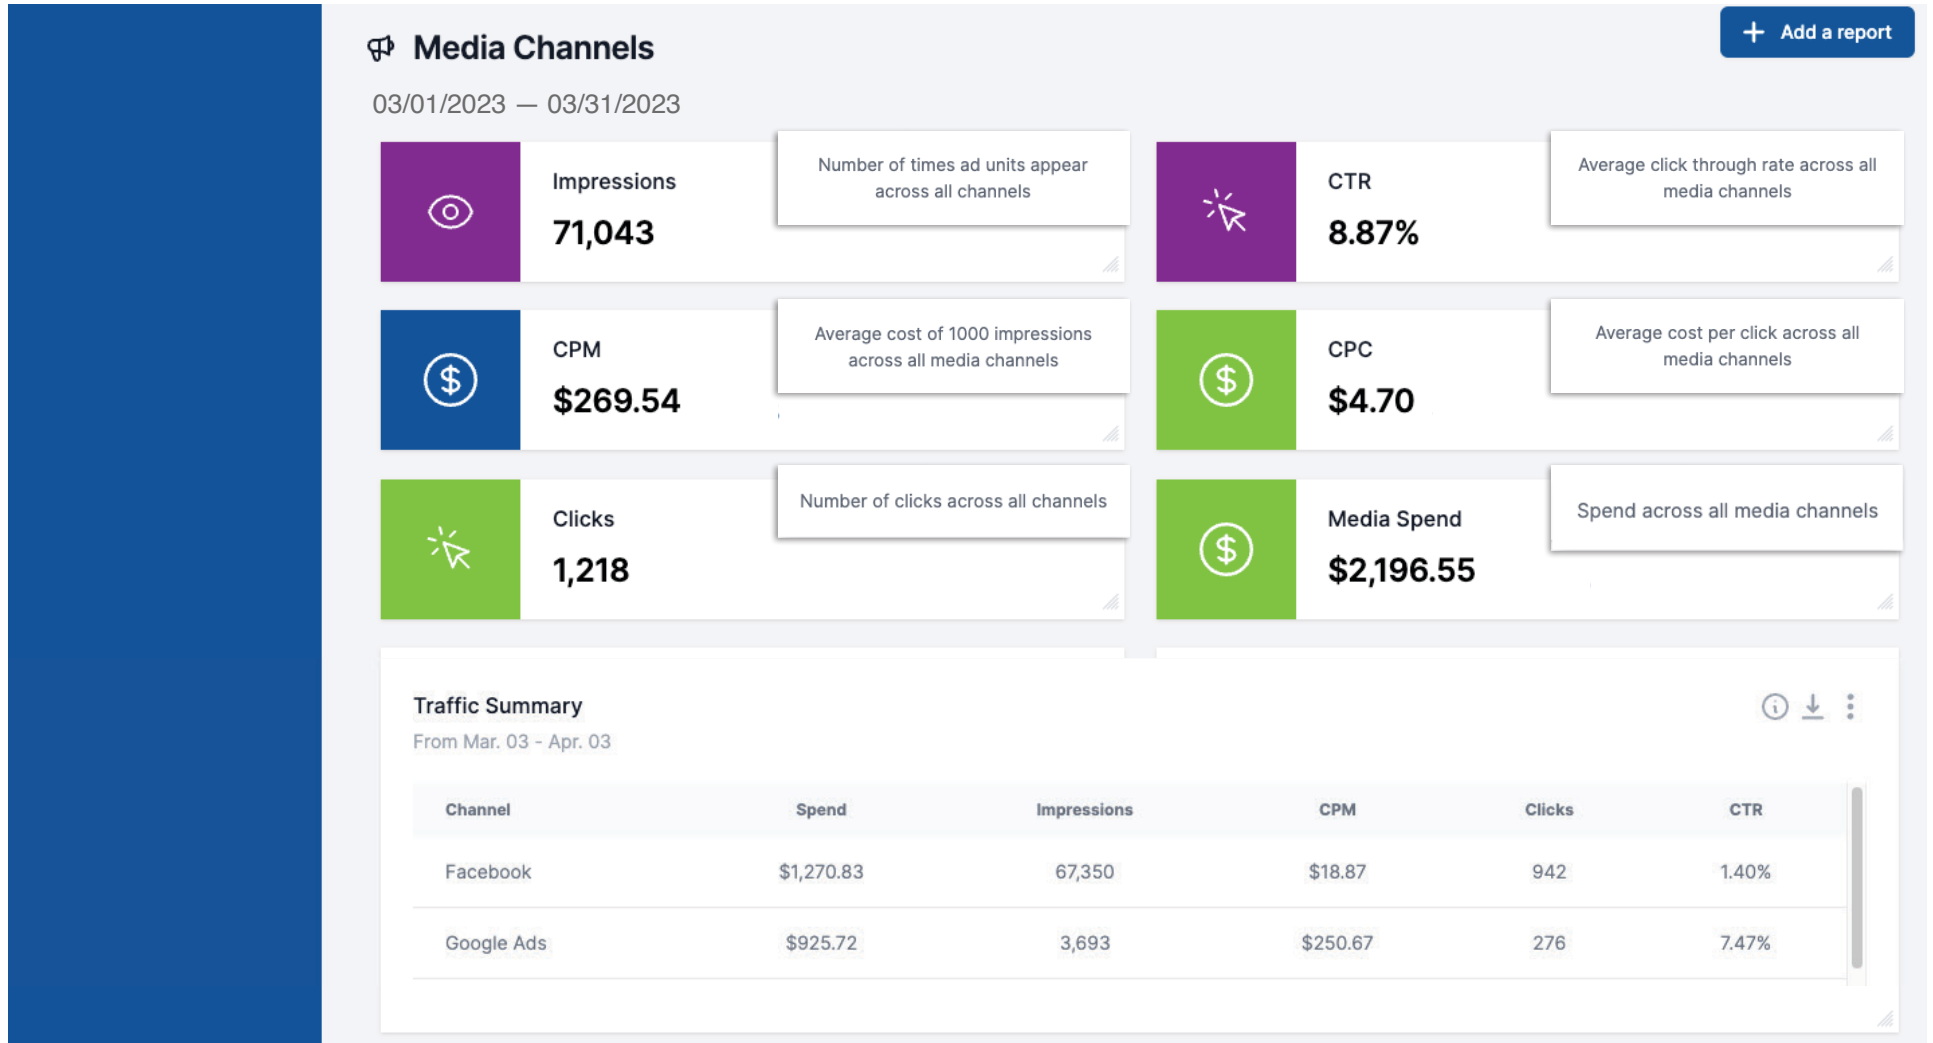 Media Channels
+ Add a report
03/01/2023 — 03/31/2023
Impressions
71,043
Number of times ad units appear
across all channels
CTR
8.87%
Average click through rate across all
media channels
CPM
$269.54
Average cost of 1000 impressions
across all media channels
CPC
$4.70
Average cost per click across all
media channels
Clicks
1,218
Number of clicks across all channels
Media Spend
$2,196.55
Spend across all media channels
Traffic Summary
From Mar. 03 - Apr. 03
Channel Spend Impressions CPM Clicks CTR
Facebook $1,270.83 67,350 $18.87 942 1.40%
Google Ads $925.72 3,693 $250.67 276 7.47%